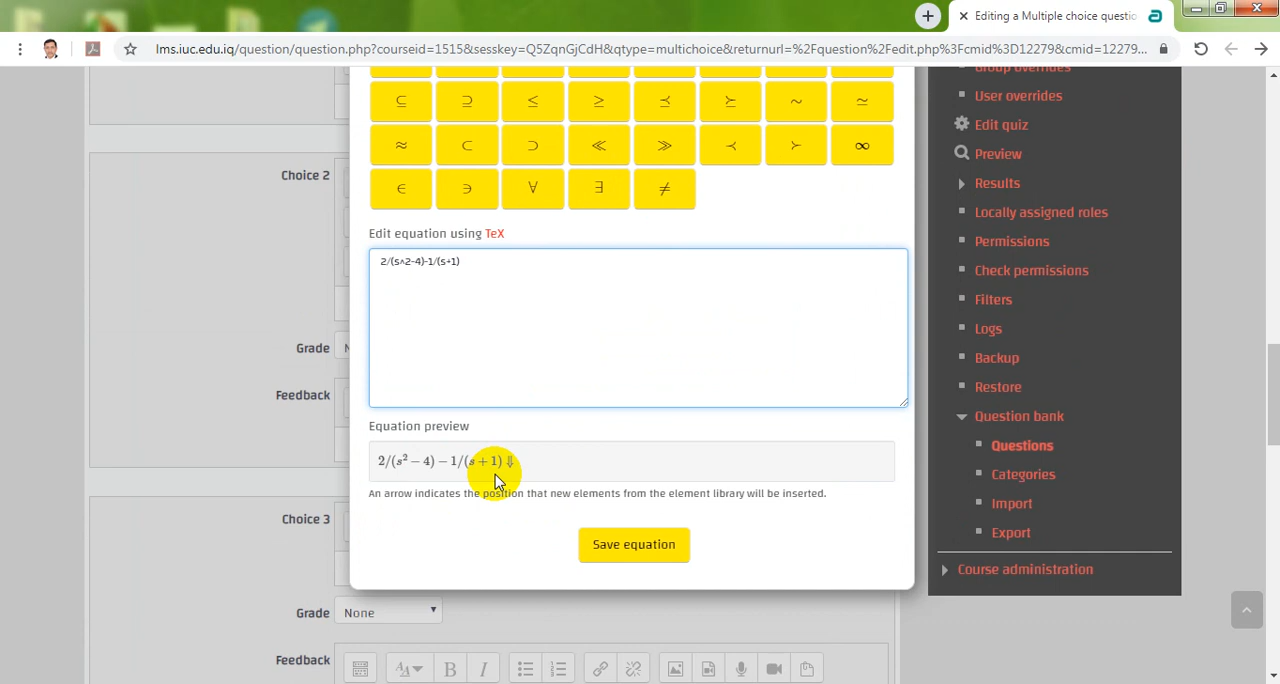 Editing a Multiple choice questio
lms.iuc.edu.iq/question/question.php?courseid=1515&sesskey=Q5ZqnGjCdH&qtype=multichoice&returnurl=%2Fquestion%2Fedit.php%3Fcmid%3D12279&cmid=12279...
Group overrides
⊆ ⊇ ≤ ≥ ⪯ ⪰ ∼ ≃
User overrides
Edit quiz
≈ ⊂ ⊃ ≪ ≫ ≺ ≻ ∞
Preview
Choice 2
Results
∈ ∋ ∀ ∃ ≠
Locally assigned roles
Edit equation using TeX
Permissions
2/(s^2-4)-1/(s+1)
Check permissions
Filters
Logs
Grade
Backup
Feedback
Restore
Equation preview
Question bank
2/(s² − 4) − 1/(s + 1) ⇓
Questions
Categories
An arrow indicates the position that new elements from the element library will be inserted.
Import
Choice 3
Export
Save equation
Course administration
Grade
None
Feedback
B I